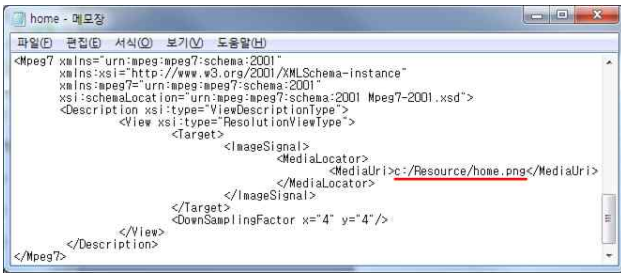 home - 메모장
파일(F) 편집(E) 서식(O) 보기(V) 도움말(H)
<Mpeg7 xmlns="urn:mpeg:mpeg7:schema:2001"
xmlns:xsi="http://www.w3.org/2001/XMLSchema-instance"
xmlns:mpeg7="urn:mpeg:mpeg7:schema:2001"
xsi:schemaLocation="urn:mpeg:mpeg7:schema:2001 Mpeg7-2001.xsd">
<Description xsi:type="ViewDescriptionType">
<View xsi:type="ResolutionViewType">
<Target>
<ImageSignal>
<MediaLocator>
<MediaUri>c:/Resource/home.png</MediaUri>
</MediaLocator>
</ImageSignal>
</Target>
<DownSamplingFactor x="4" y="4"/>
</View>
</Description>
</Mpeg7>